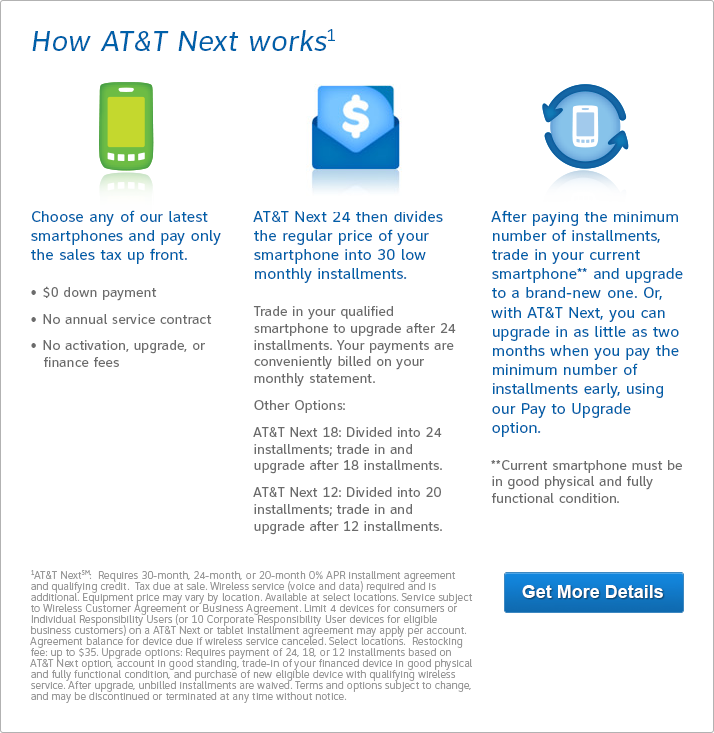 How AT&T Next works1
Choose any of our latest
smartphones and pay only
the sales tax up front.
• $0 down payment
• No annual service contract
• No activation, upgrade, or
finance fees
$
AT&T Next 24 then divides
the regular price of your
smartphone into 30 low
monthly installments.
Trade in your qualified
smartphone to upgrade after 24
installments. Your payments are
conveniently billed on your
monthly statement.
Other Options:
AT&T Next 18: Divided into 24
installments; trade in and
upgrade after 18 installments.
AT&T Next 12: Divided into 20
installments; trade in and
upgrade after 12 installments.
After paying the minimum
number of installments,
trade in your current
smartphone** and upgrade
to a brand-new one. Or,
with AT&T Next, you can
upgrade in as little as two
months when you pay the
minimum number of
installments early, using
our Pay to Upgrade
option.
**Current smartphone must be
in good physical and fully
functional condition.
1AT&T NextSM: Requires 30-month, 24-month, or 20-month 0% APR installment agreement
and qualifying credit. Tax due at sale. Wireless service (voice and data) required and is
additional. Equipment price may vary by location. Available at select locations. Service subject
to Wireless Customer Agreement or Business Agreement. Limit 4 devices for consumers or
Individual Responsibility Users (or 10 Corporate Responsibility User devices for eligible
business customers) on a AT&T Next or tablet installment agreement may apply per account.
Agreement balance for device due if wireless service canceled. Select locations. Restocking
fee: up to $35. Upgrade options: Requires payment of 24, 18, or 12 installments based on
AT&T Next option, account in good standing, trade-in of your financed device in good physical
and fully functional condition, and purchase of new eligible device with qualifying wireless
service. After upgrade, unbilled installments are waived. Terms and options subject to change,
and may be discontinued or terminated at any time without notice.
Get More Details